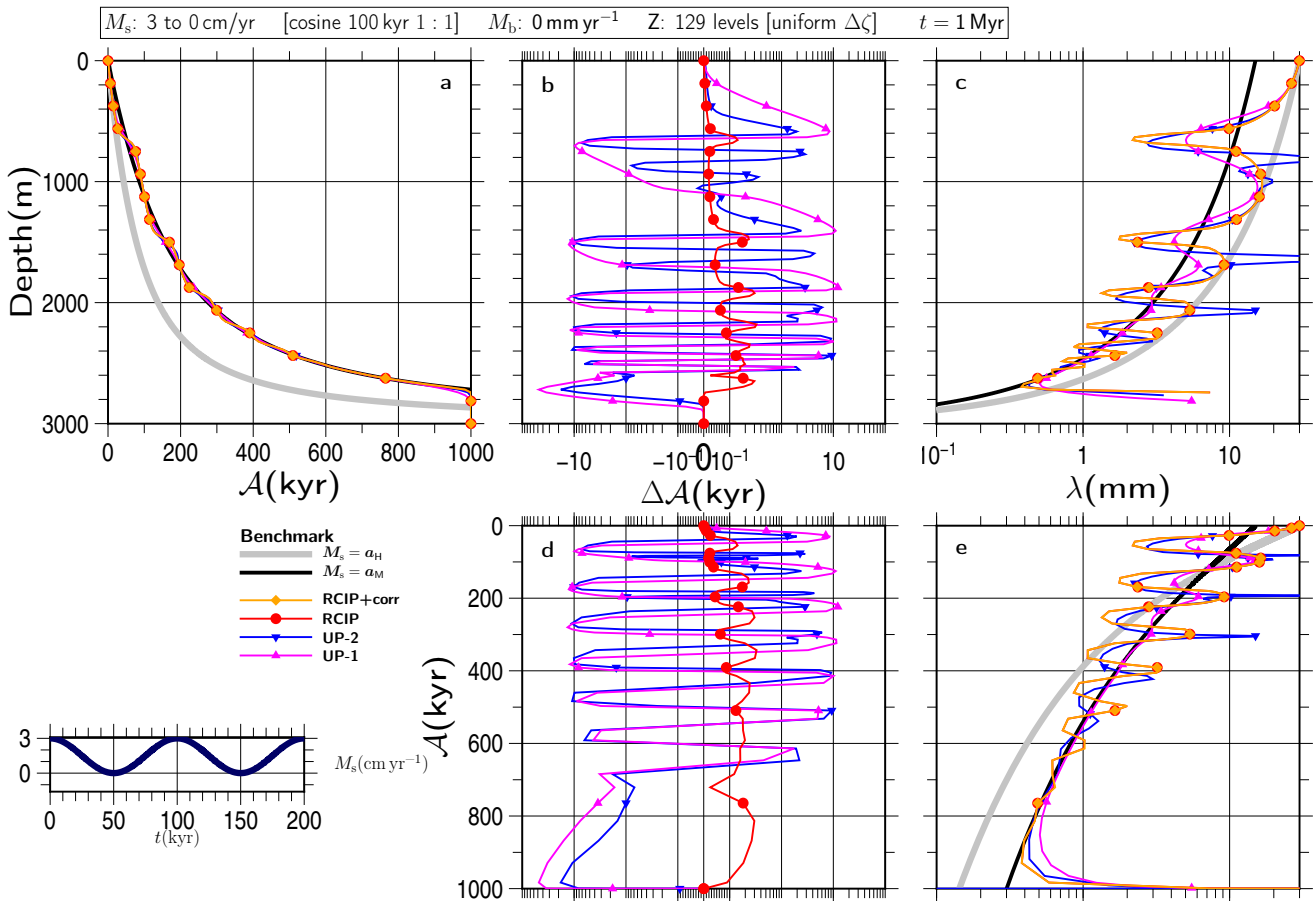 Mₛ: 3 to 0 cm/yr [cosine 100 kyr 1 : 1] M_b: 0 mm yr⁻¹ Z: 129 levels [uniform Δζ] t = 1 Myr
0 1000 2000 3000
Depth(m)
a
0 200 400 600 800 1000
𝒜(kyr)
b
−10 −10⁻¹ 0 10⁻¹ 10
Δ𝒜(kyr)
c
10⁻¹ 1 10
λ(mm)
Benchmark
Mₛ = a_H
Mₛ = a_M
RCIP+corr
RCIP
UP-2
UP-1
3
0
Mₛ(cm yr⁻¹)
0 50 100 150 200
t(kyr)
d
0 200 400 600 800 1000
𝒜(kyr)
e